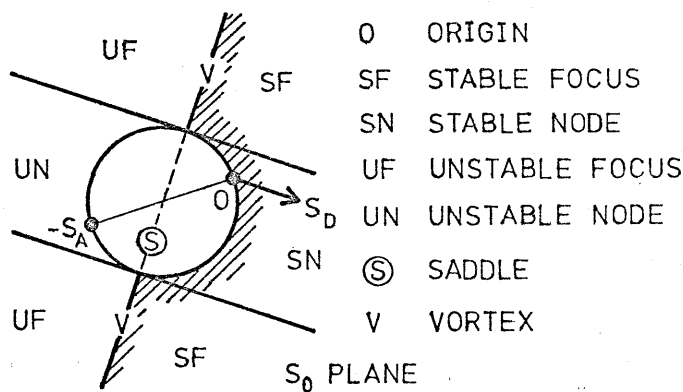 UF
V
SF
UN
O
S_D
-S_A
Ⓢ
SN
UF
V
SF
S_0 PLANE
O ORIGIN
SF STABLE FOCUS
SN STABLE NODE
UF UNSTABLE FOCUS
UN UNSTABLE NODE
Ⓢ SADDLE
V VORTEX